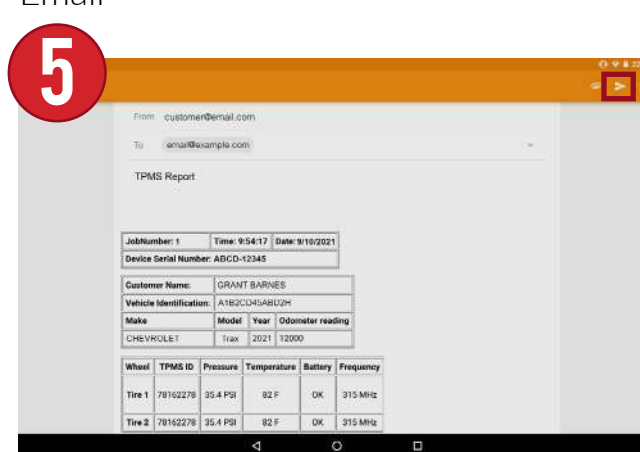 Email
5
From customer@email.com
To email@example.com
TPMS Report
JobNumber: 1 Time: 9:54:17 Date: 9/10/2021
Device Serial Number: ABCD-12345
Customer Name: GRANT BARNES
Vehicle Identification: A1B2CD45ABD2H
Make Model Year Odometer reading
CHEVROLET Trax 2021 12000
Wheel TPMS ID Pressure Temperature Battery Frequency
Tire 1 78162278 35.4 PSI 82 F OK 315 MHz
Tire 2 78162278 35.4 PSI 82 F OK 315 MHz